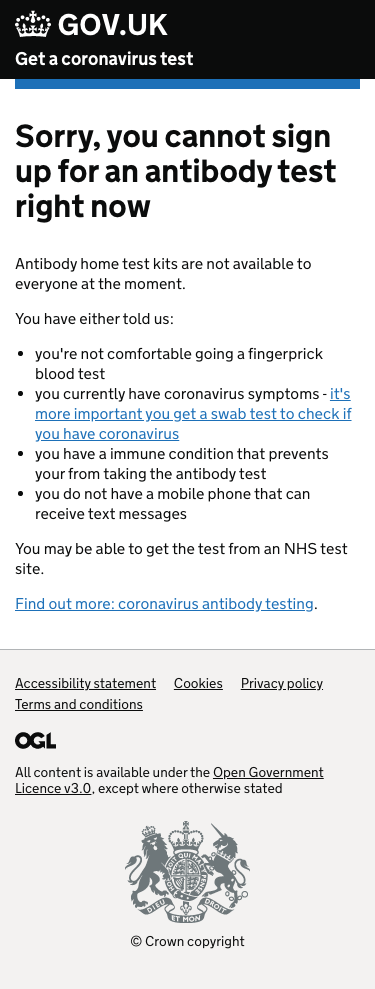 GOV.UK
Get a coronavirus test
Sorry, you cannot sign
up for an antibody test
right now
Antibody home test kits are not available to
everyone at the moment.
You have either told us:
• you're not comfortable going a fingerprick
blood test
• you currently have coronavirus symptoms - it's
more important you get a swab test to check if
you have coronavirus
• you have a immune condition that prevents
your from taking the antibody test
• you do not have a mobile phone that can
receive text messages
You may be able to get the test from an NHS test
site.
Find out more: coronavirus antibody testing.
Accessibility statement Cookies Privacy policy
Terms and conditions
OGL
All content is available under the Open Government
Licence v3.0, except where otherwise stated
DIEU ET MON DROIT
© Crown copyright